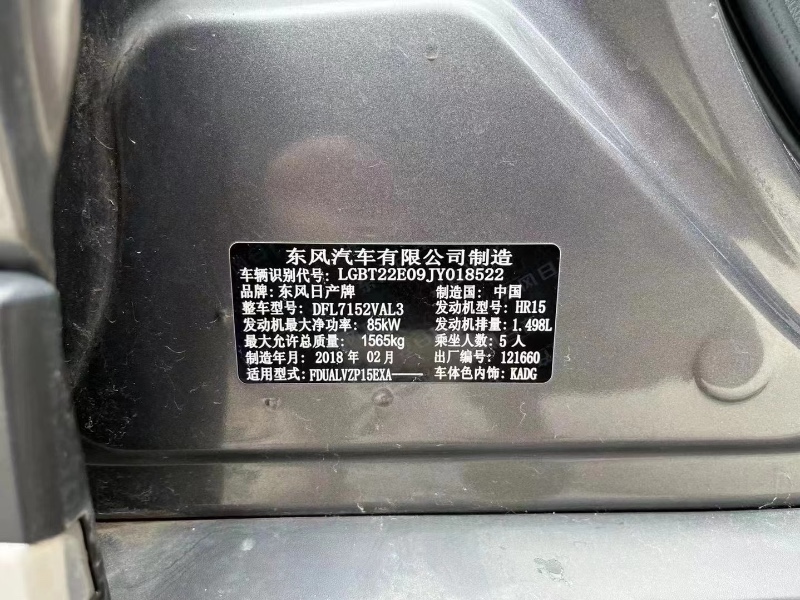 东风汽车有限公司制造
车辆识别代号: LGBT22E09JY018522
品牌: 东风日产牌 制造国: 中国
整车型号: DFL7152VAL3 发动机型号: HR15
发动机最大净功率: 85kW 发动机排量: 1.498L
最大允许总质量: 1565kg 乘坐人数: 5 人
制造年月: 2018 年 02 月 出厂编号: 121660
适用型式: FDUALVZP15EXA—— 车体色内饰: KADG